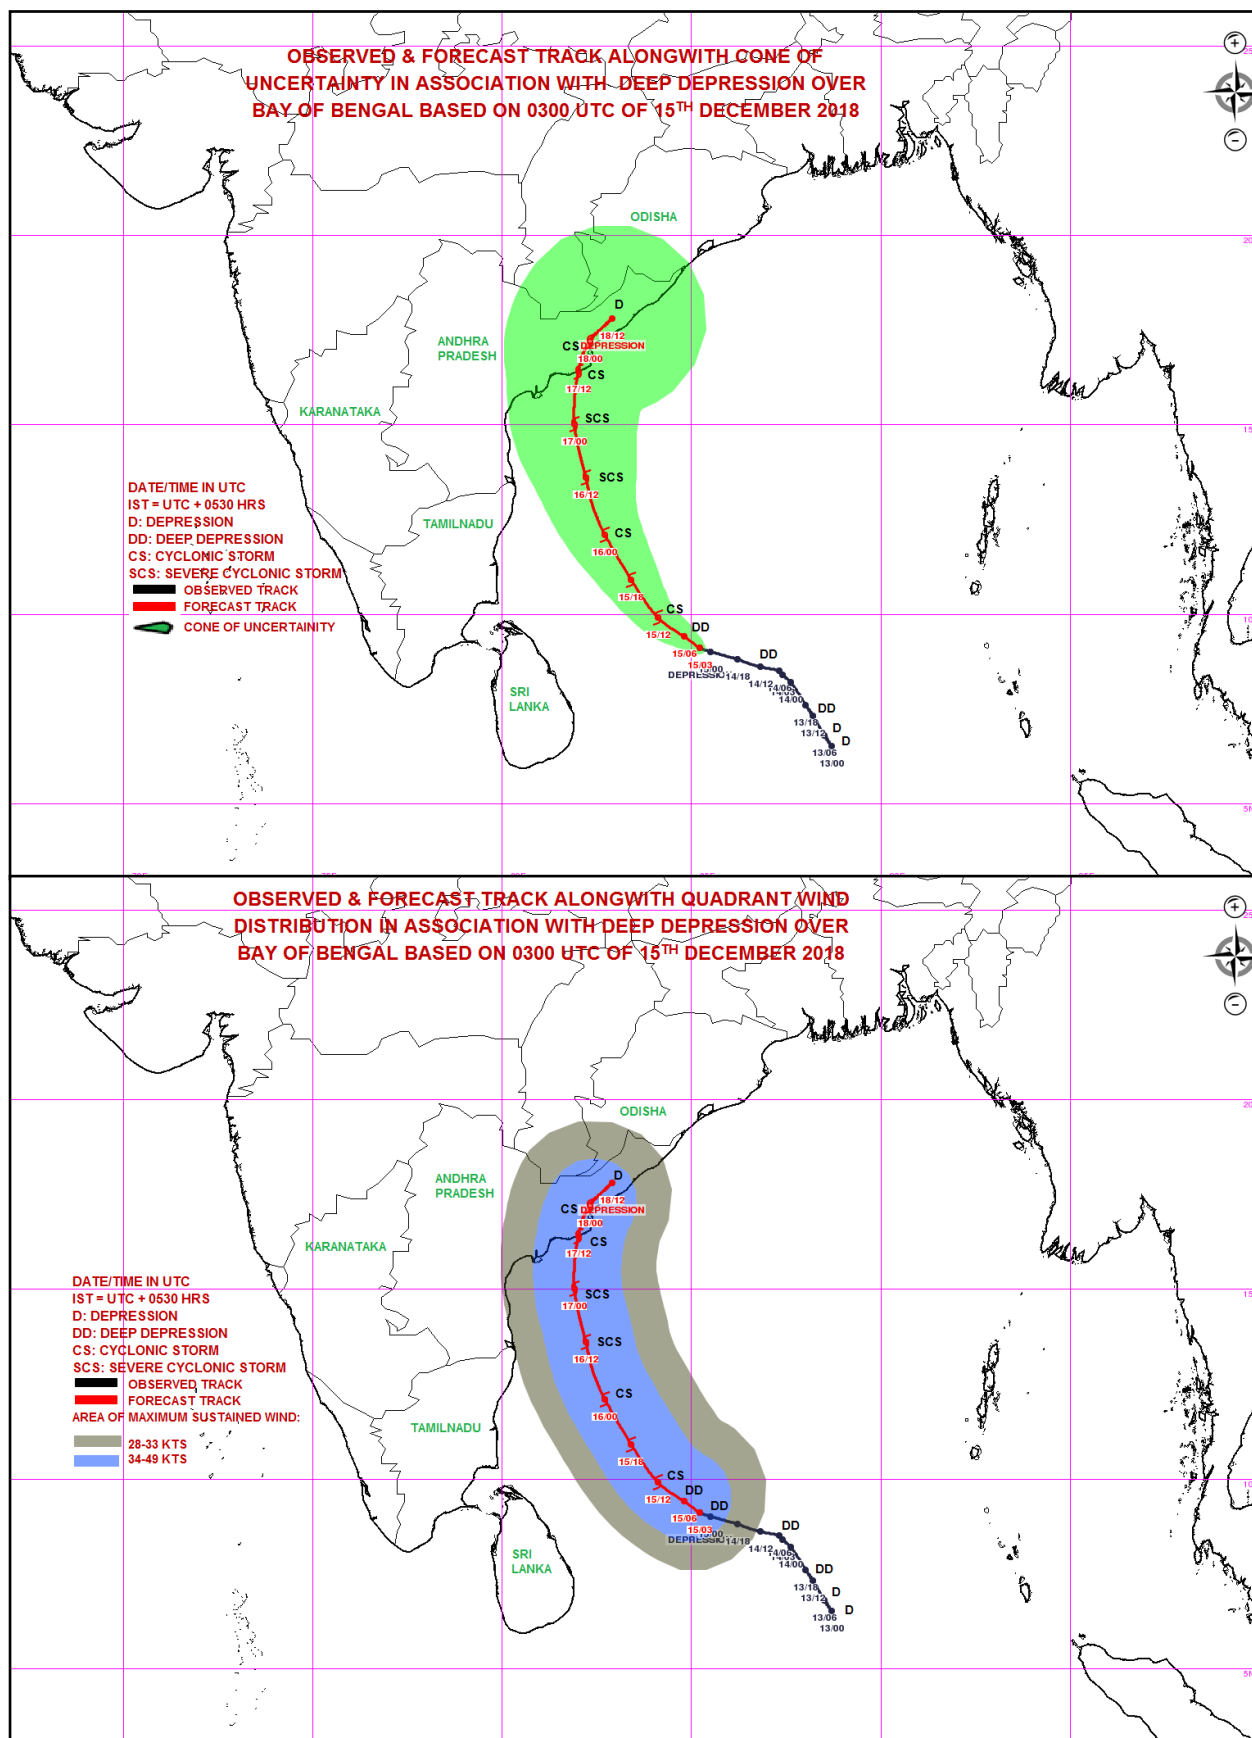 OBSERVED & FORECAST TRACK ALONGWITH CONE OF
UNCERTAINTY IN ASSOCIATION WITH DEEP DEPRESSION OVER
BAY OF BENGAL BASED ON 0300 UTC OF 15TH DECEMBER 2018
ODISHA
D
18/12
DEPRESSION
CS
18/00
ANDHRA
PRADESH
CS
17/12
KARANATAKA
SCS
17/00
SCS
16/12
DATE/TIME IN UTC
IST = UTC + 0530 HRS
D: DEPRESSION
DD: DEEP DEPRESSION
CS: CYCLONIC STORM
SCS: SEVERE CYCLONIC STORM
OBSERVED TRACK
FORECAST TRACK
CONE OF UNCERTAINITY
TAMILNADU
CS
16/00
15/18
CS
15/12
DD
15/06
15/03
DEPRESSION
14/18
DD
14/12
14/06
14/00
DD
13/18
13/12
D
D
13/06
13/00
SRI
LANKA
5N
OBSERVED & FORECAST TRACK ALONGWITH QUADRANT WIND
DISTRIBUTION IN ASSOCIATION WITH DEEP DEPRESSION OVER
BAY OF BENGAL BASED ON 0300 UTC OF 15TH DECEMBER 2018
ODISHA
ANDHRA
PRADESH
D
18/12
DEPRESSION
CS
18/00
CS
17/12
KARANATAKA
SCS
17/00
SCS
16/12
DATE/TIME IN UTC
IST = UTC + 0530 HRS
D: DEPRESSION
DD: DEEP DEPRESSION
CS: CYCLONIC STORM
SCS: SEVERE CYCLONIC STORM
OBSERVED TRACK
FORECAST TRACK
AREA OF MAXIMUM SUSTAINED WIND:
28-33 KTS
34-49 KTS
TAMILNADU
CS
16/00
15/18
CS
15/12
DD
15/06
DD
15/03
DEPRESSION
14/18
DD
14/12
14/06
14/00
DD
13/18
13/12
D
D
13/06
13/00
SRI
LANKA
5N